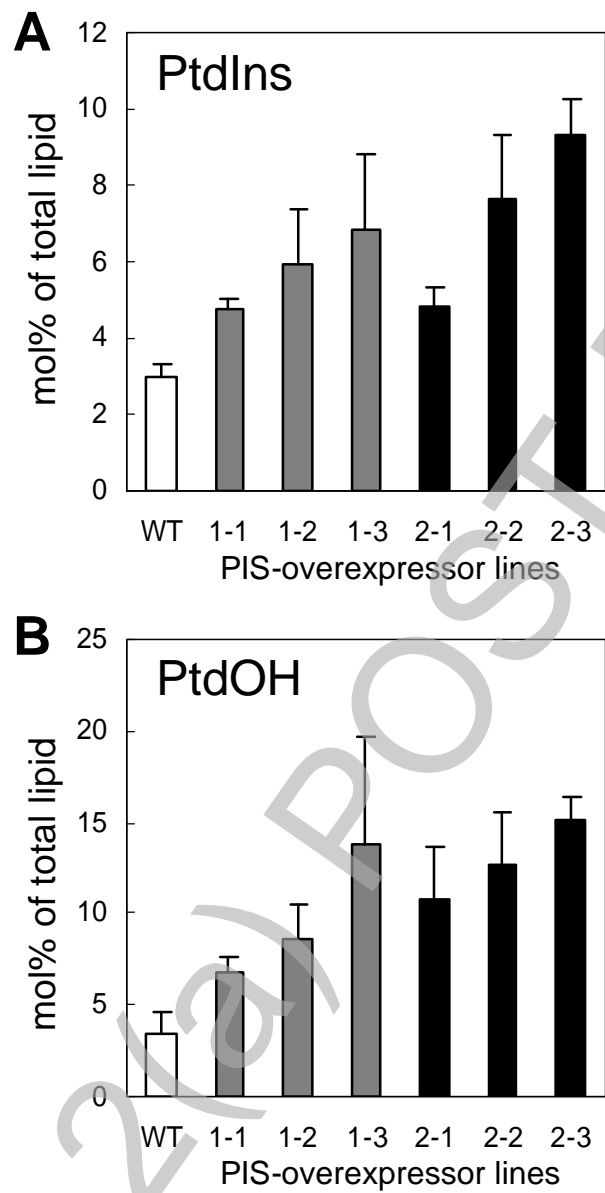 A
PtdIns
mol% of total lipid
12
10
8
6
4
2
0
WT 1-1 1-2 1-3 2-1 2-2 2-3
PIS-overexpressor lines
B
PtdOH
mol% of total lipid
25
20
15
10
5
0
WT 1-1 1-2 1-3 2-1 2-2 2-3
PIS-overexpressor lines
2(a) POST